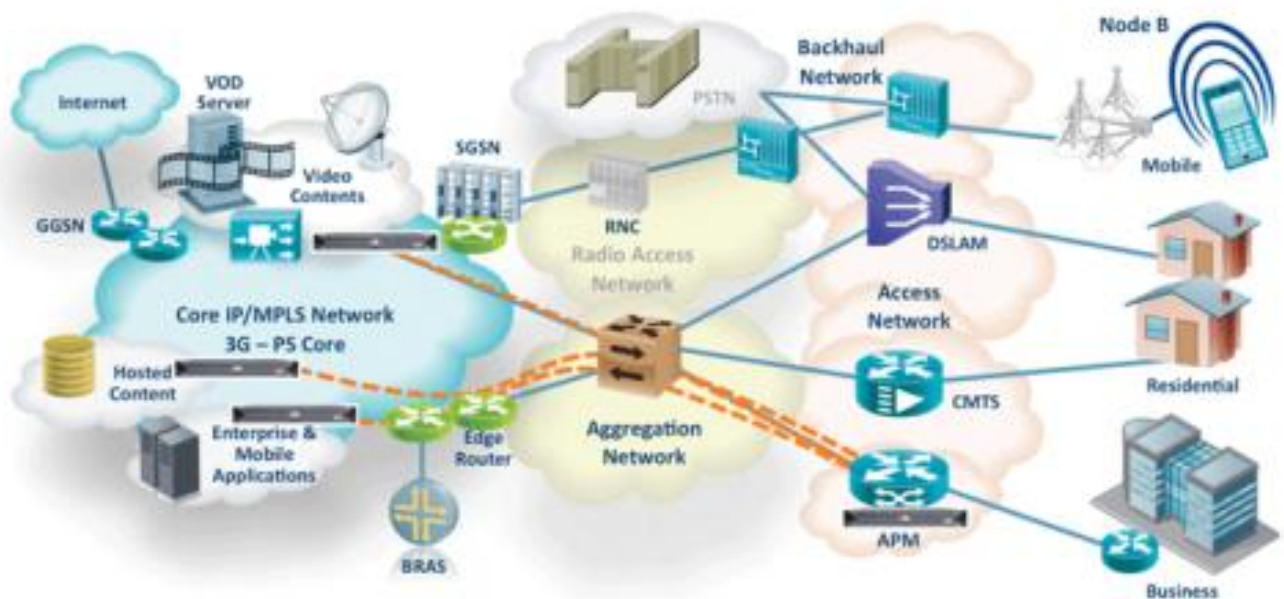 Node B
Backhaul
Network
VOD
Server
Internet
PSTN
SGSN
Video
Contents
Mobile
GGSN
RNC
DSLAM
Radio Access
Network
Access
Network
Core IP/MPLS Network
3G – PS Core
Hosted
Content
Residential
CMTS
Enterprise &
Mobile
Applications
Edge
Router
Aggregation
Network
APM
BRAS
Business